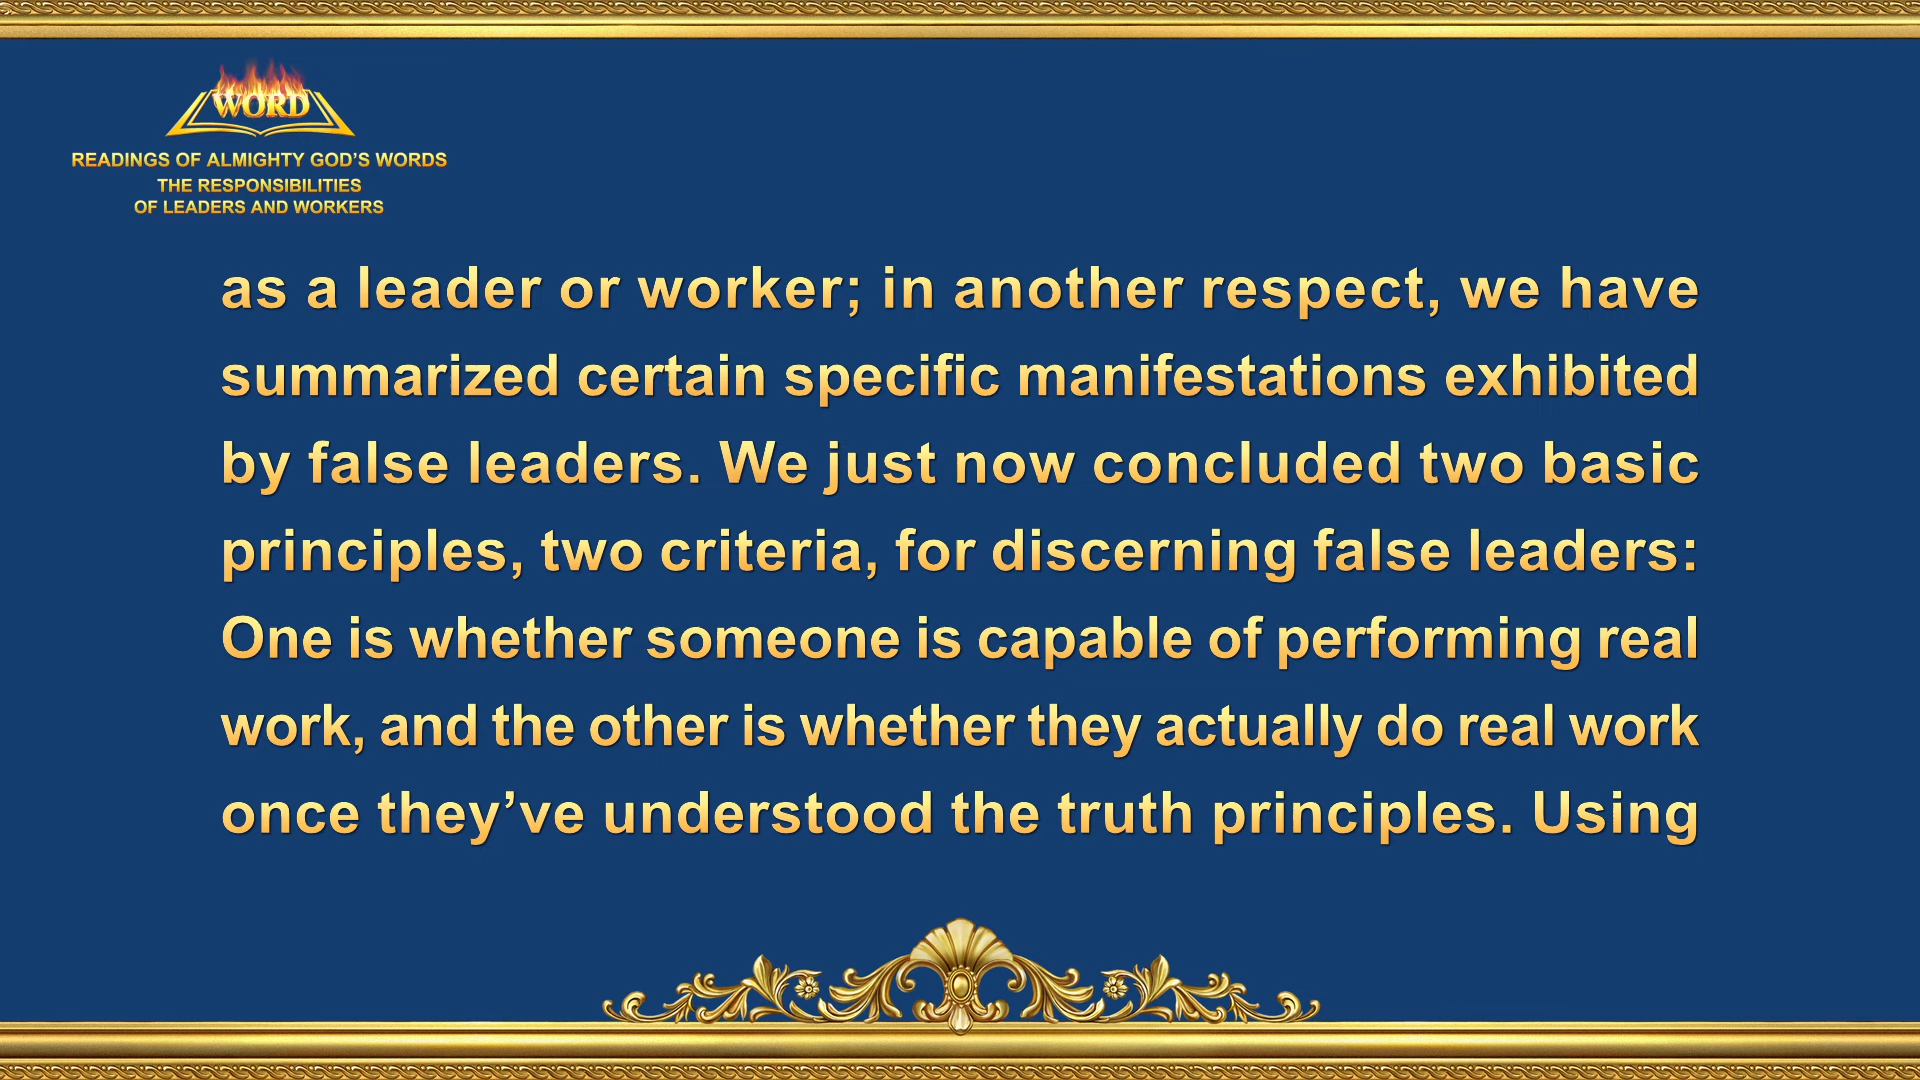 WORD
READINGS OF ALMIGHTY GOD’S WORDS
THE RESPONSIBILITIES
OF LEADERS AND WORKERS
as a leader or worker; in another respect, we have
summarized certain specific manifestations exhibited
by false leaders. We just now concluded two basic
principles, two criteria, for discerning false leaders:
One is whether someone is capable of performing real
work, and the other is whether they actually do real work
once they’ve understood the truth principles. Using